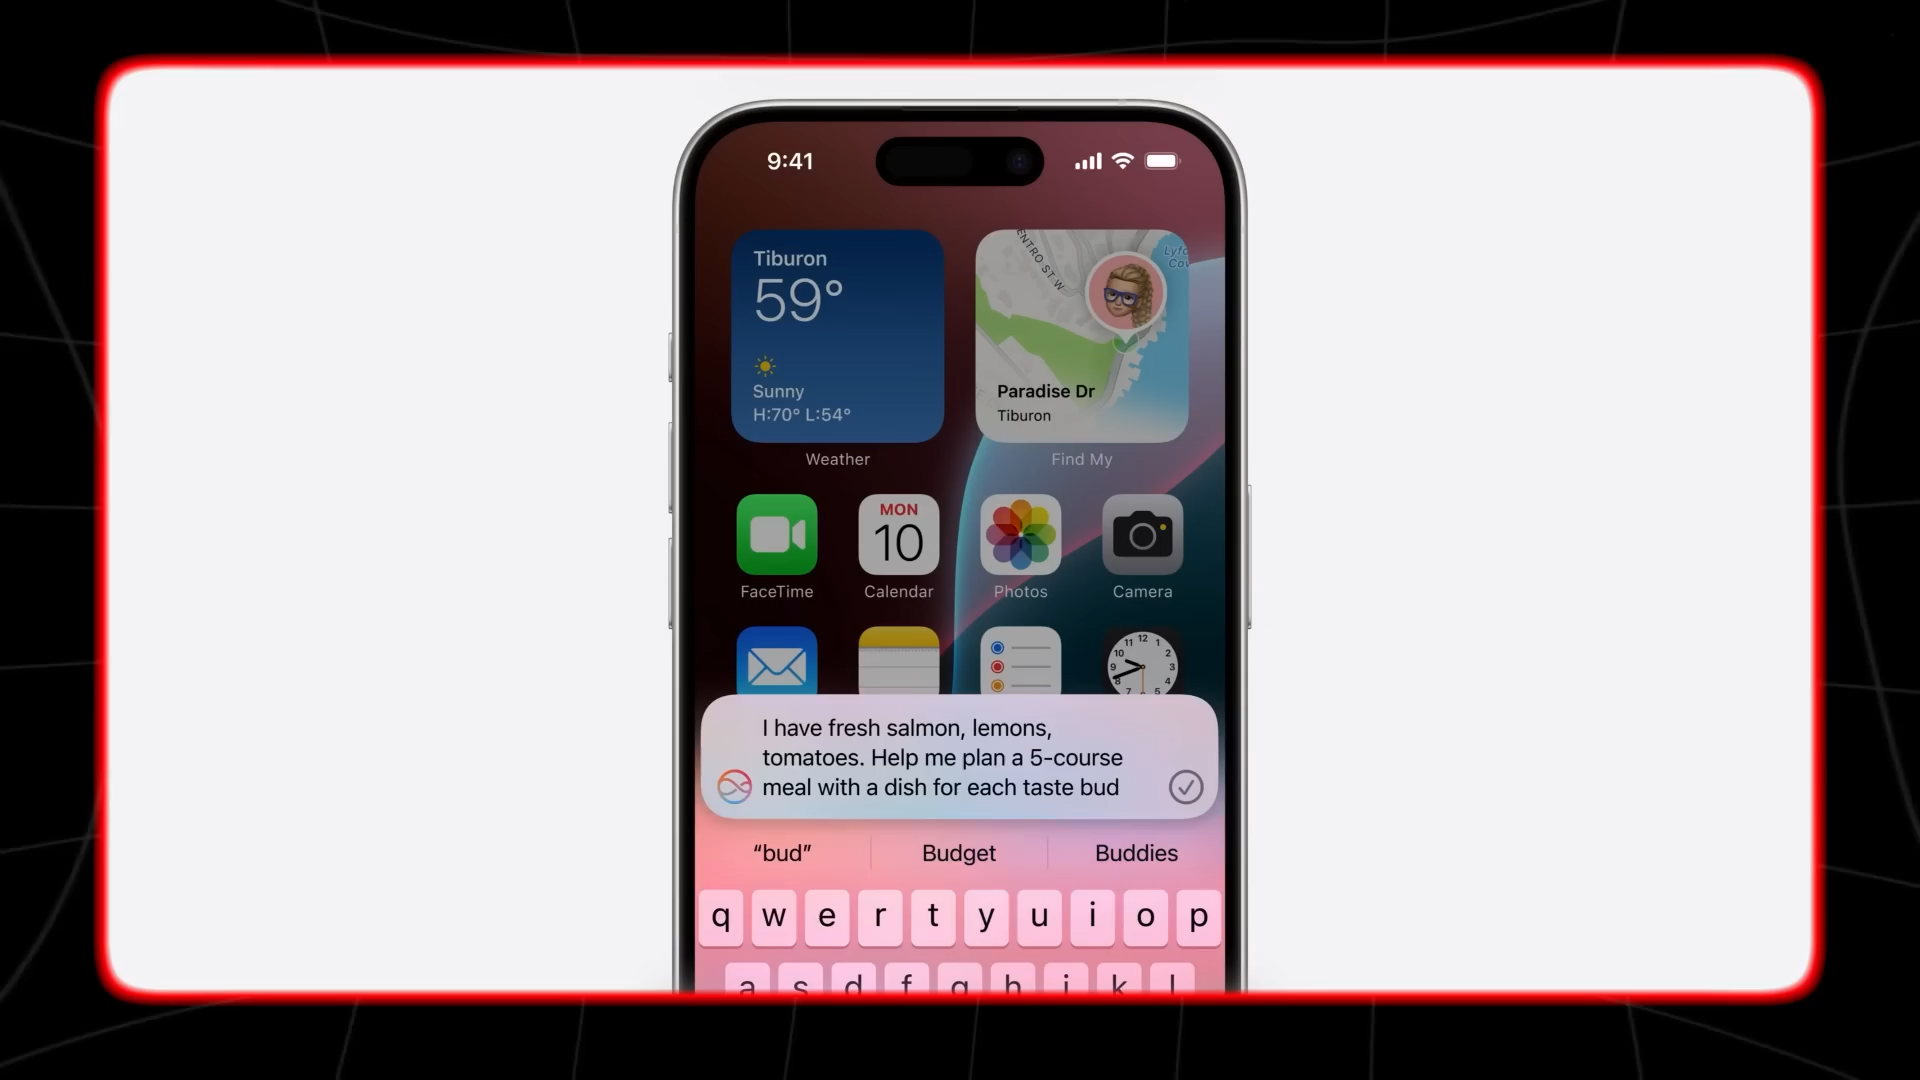 9:41
Tiburon
59°
Sunny
H:70° L:54°
Weather
ENTRO ST W
Paradise Dr
Tiburon
Find My
MON
10
FaceTime
Calendar
Photos
Camera
I have fresh salmon, lemons,
tomatoes. Help me plan a 5-course
meal with a dish for each taste bud
“bud” Budget Buddies
q w e r t y u i o p
a s d f g h j k l